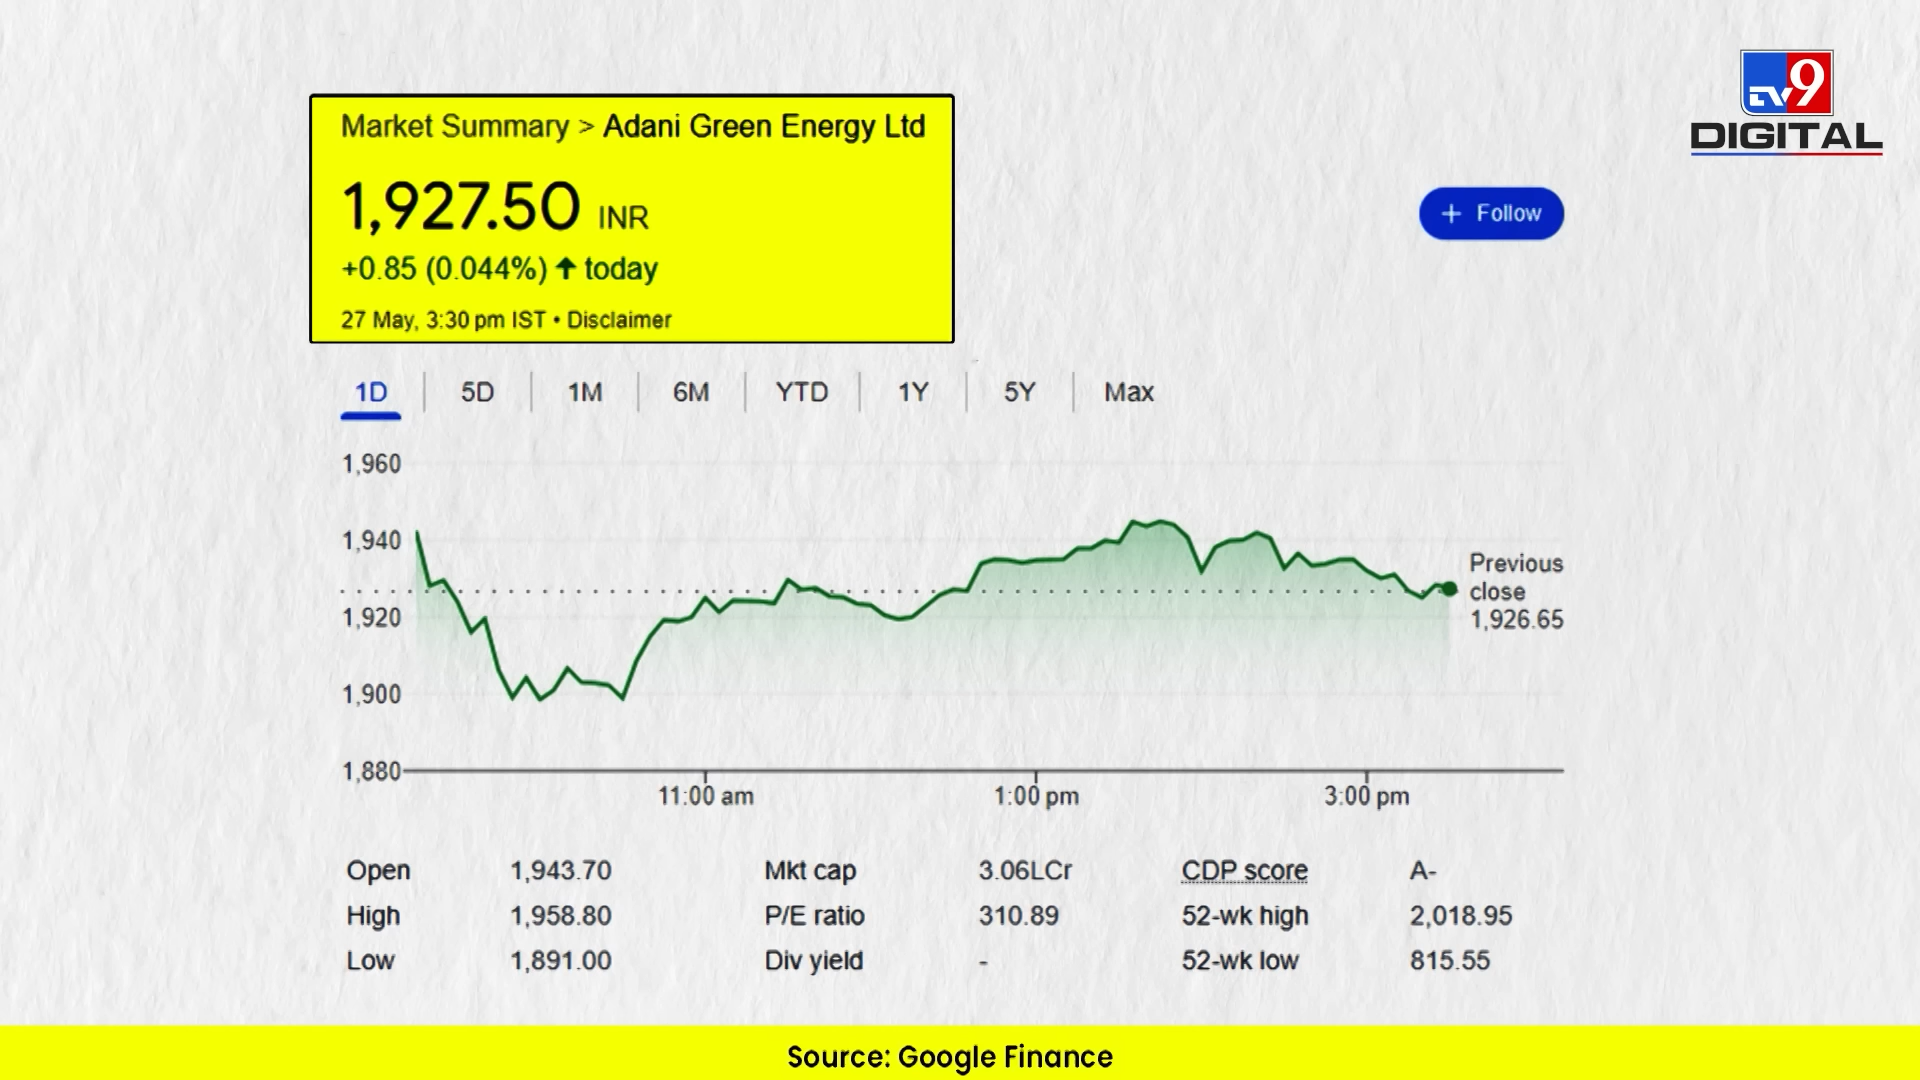 TV9
DIGITAL
Market Summary > Adani Green Energy Ltd
1,927.50 INR
+0.85 (0.044%) ↑ today
27 May, 3:30 pm IST • Disclaimer
+ Follow
1D 5D 1M 6M YTD 1Y 5Y Max
1,960
1,940
1,920
1,900
1,880
Previous
close
1,926.65
11:00 am 1:00 pm 3:00 pm
Open 1,943.70 Mkt cap 3.06LCr CDP score A-
High 1,958.80 P/E ratio 310.89 52-wk high 2,018.95
Low 1,891.00 Div yield - 52-wk low 815.55
Source: Google Finance